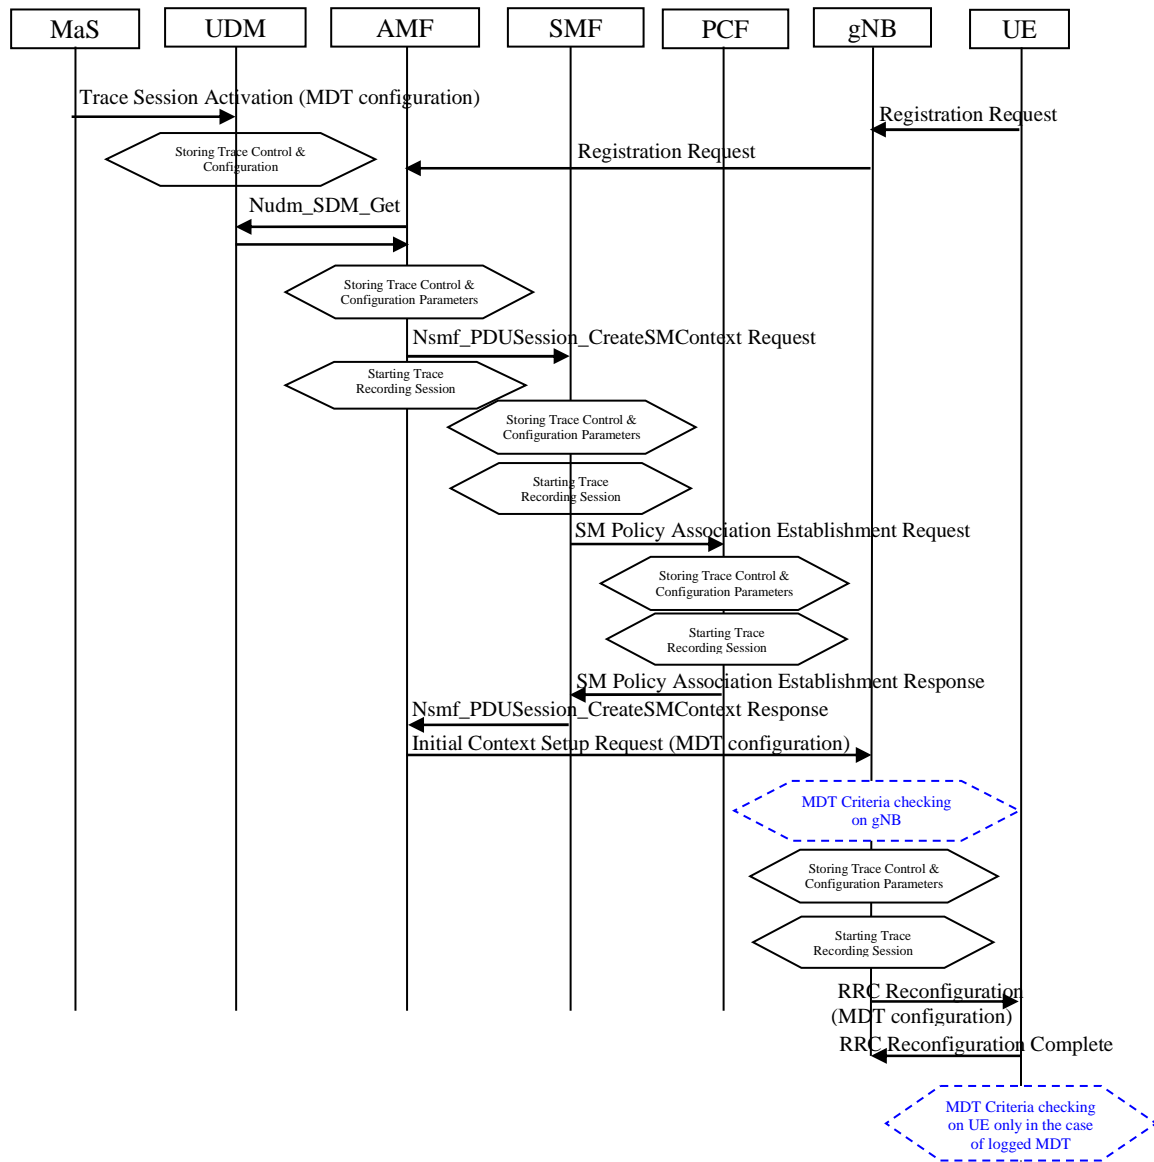 MaS
UDM
AMF
SMF
PCF
gNB
UE
Trace Session Activation (MDT configuration)
Registration Request
Storing Trace Control &
Configuration
Registration Request
Nudm_SDM_Get
Storing Trace Control &
Configuration Parameters
Nsmf_PDUSession_CreateSMContext Request
Starting Trace
Recording Session
Storing Trace Control &
Configuration Parameters
Starting Trace
Recording Session
SM Policy Association Establishment Request
Storing Trace Control &
Configuration Parameters
Starting Trace
Recording Session
SM Policy Association Establishment Response
Nsmf_PDUSession_CreateSMContext Response
Initial Context Setup Request (MDT configuration)
MDT Criteria checking
on gNB
Storing Trace Control &
Configuration Parameters
Starting Trace
Recording Session
RRC Reconfiguration
(MDT configuration)
RRC Reconfiguration Complete
MDT Criteria checking
on UE only in the case
of logged MDT